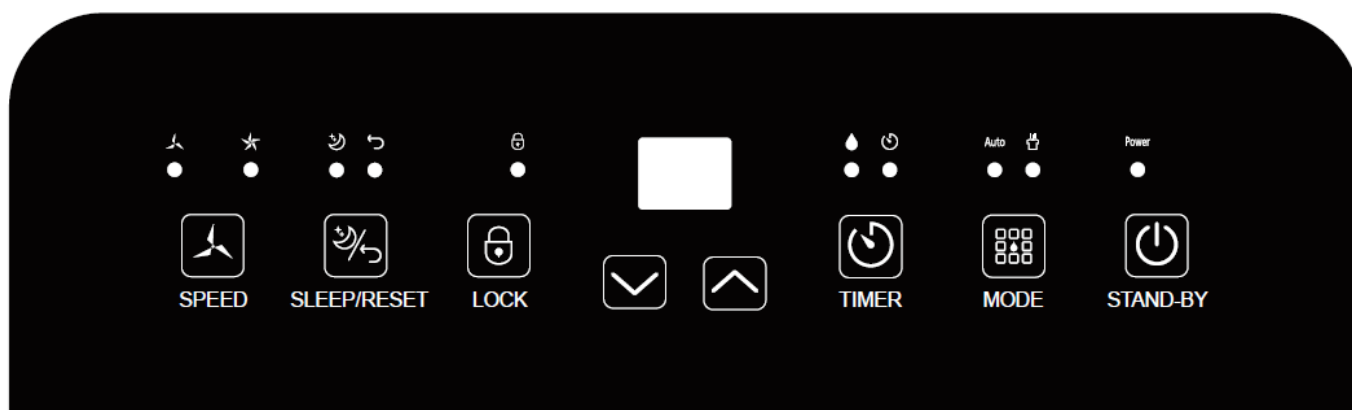 Auto
Power
SPEED
SLEEP/RESET
LOCK
TIMER
MODE
STAND-BY